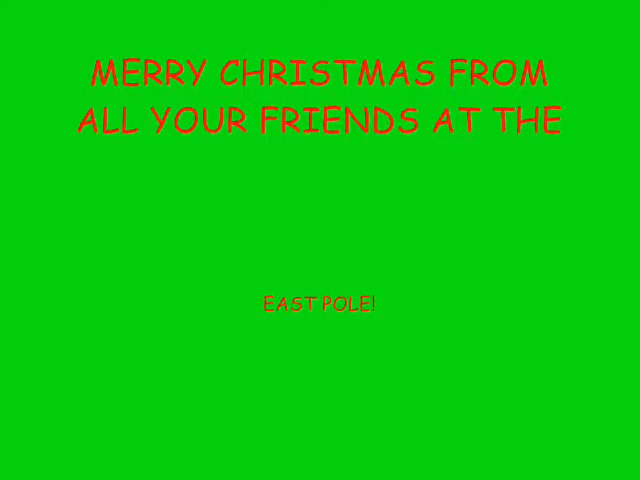 MERRY CHRISTMAS FROM
ALL YOUR FRIENDS AT THE
EAST POLE!